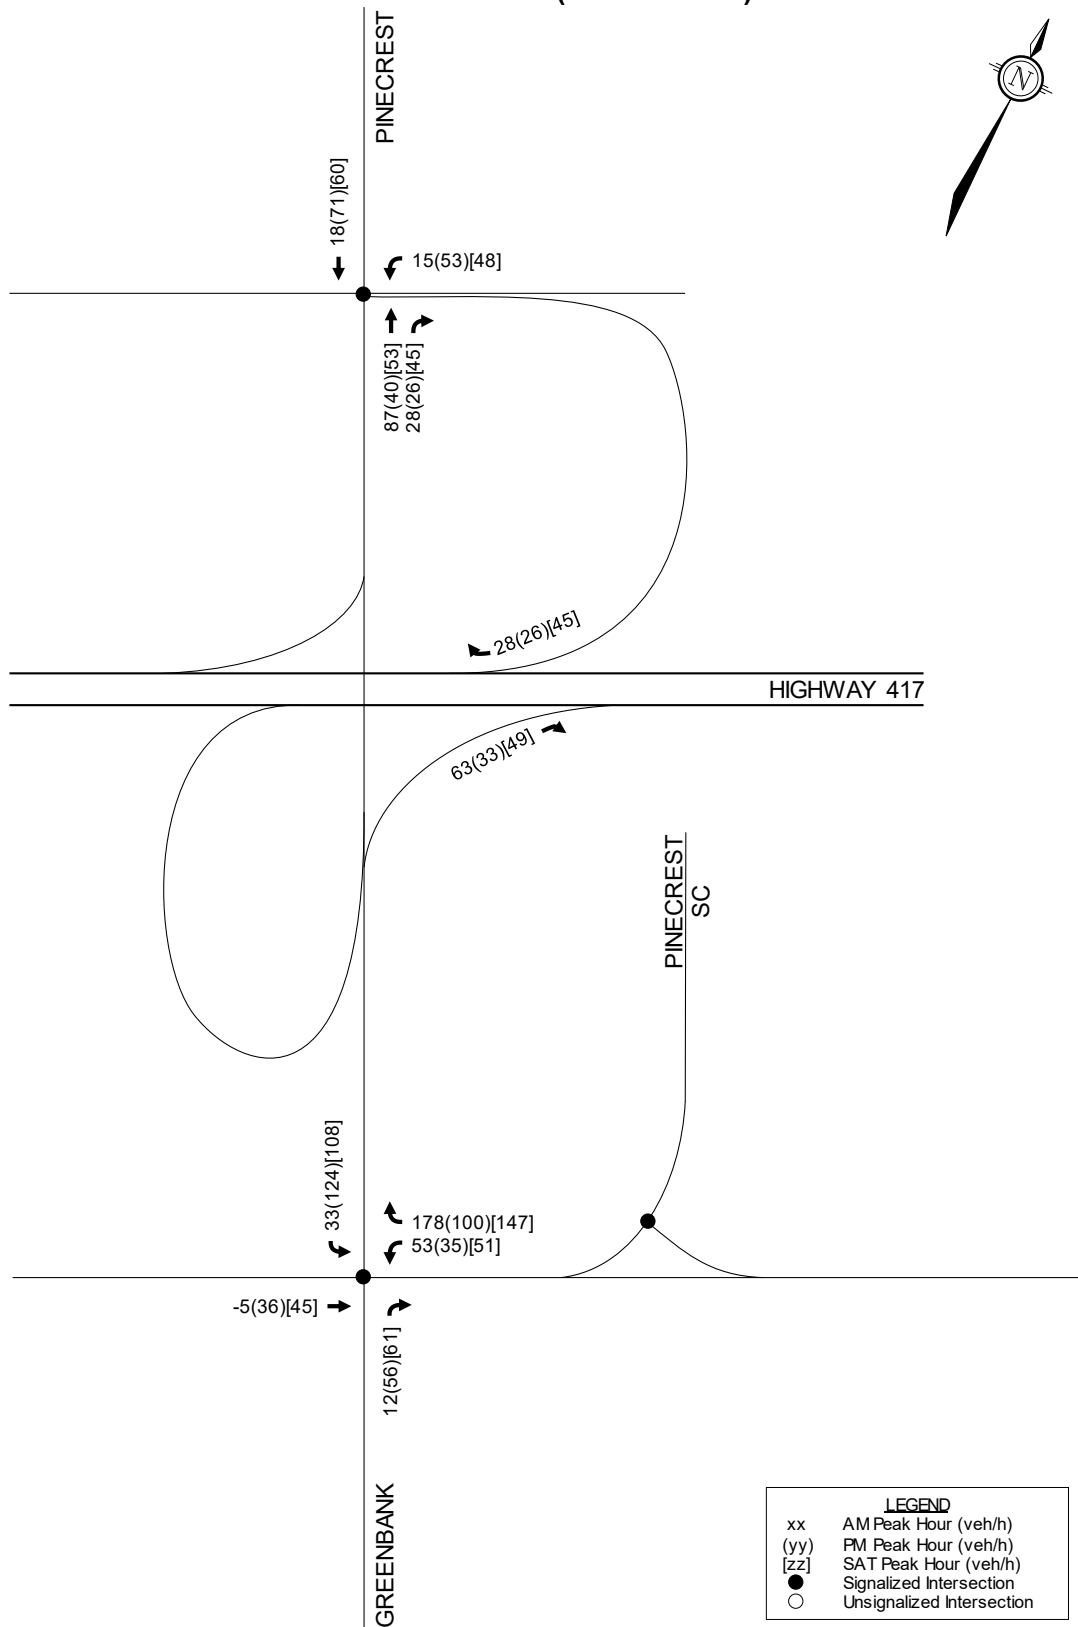 PINECREST
N
18(71)[60]
15(53)[48]
87(40)[53]
28(26)[45]
28(26)[45]
HIGHWAY 417
63(33)[49]
PINECREST
SC
33(124)[108]
178(100)[147]
53(35)[51]
-5(36)[45]
12(56)[61]
GREENBANK
LEGEND
xx AM Peak Hour (veh/h)
(yy) PM Peak Hour (veh/h)
[zz] SAT Peak Hour (veh/h)
Signalized Intersection
Unsignalized Intersection